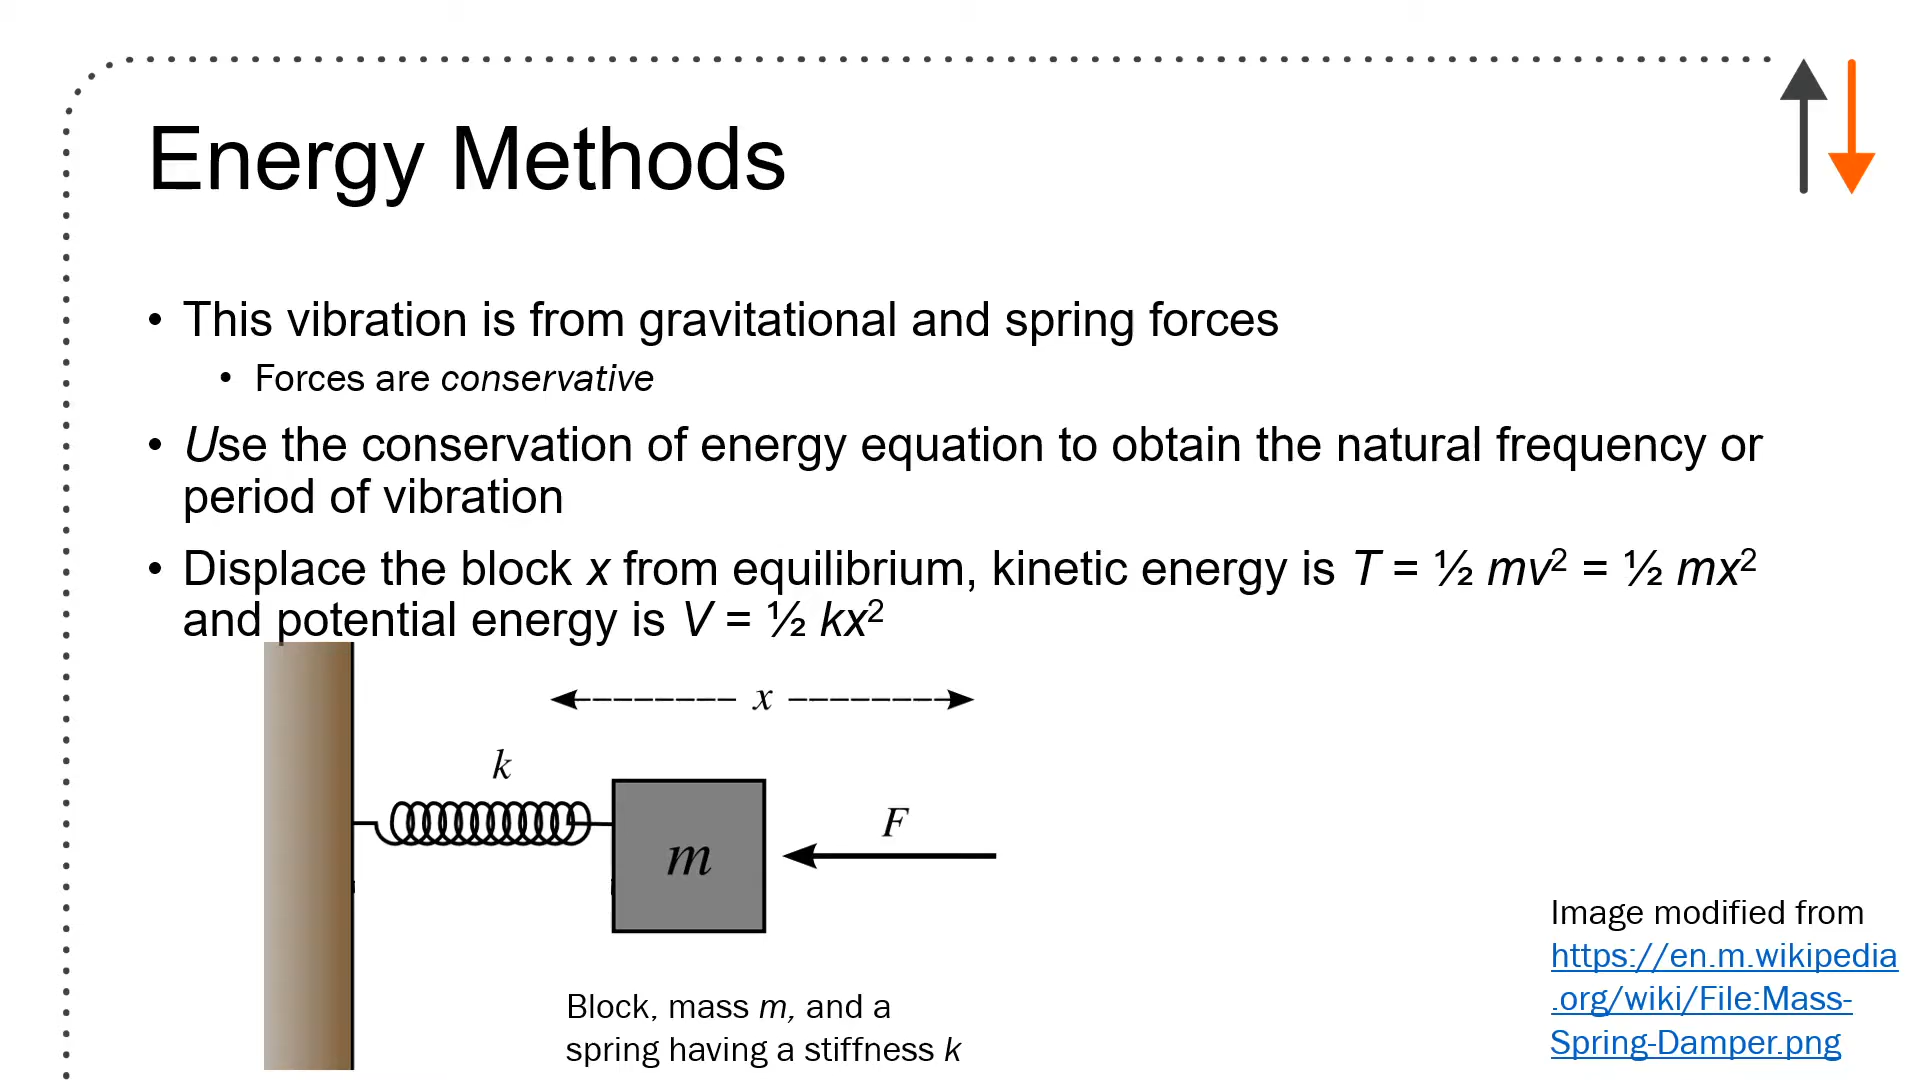 Energy Methods
• This vibration is from gravitational and spring forces
• Forces are conservative
• Use the conservation of energy equation to obtain the natural frequency or
period of vibration
• Displace the block x from equilibrium, kinetic energy is T = ½ mv² = ½ mx²
and potential energy is V = ½ kx²
x
k
F
m
Block, mass m, and a
spring having a stiffness k
Image modified from
https://en.m.wikipedia
.org/wiki/File:Mass-
Spring-Damper.png